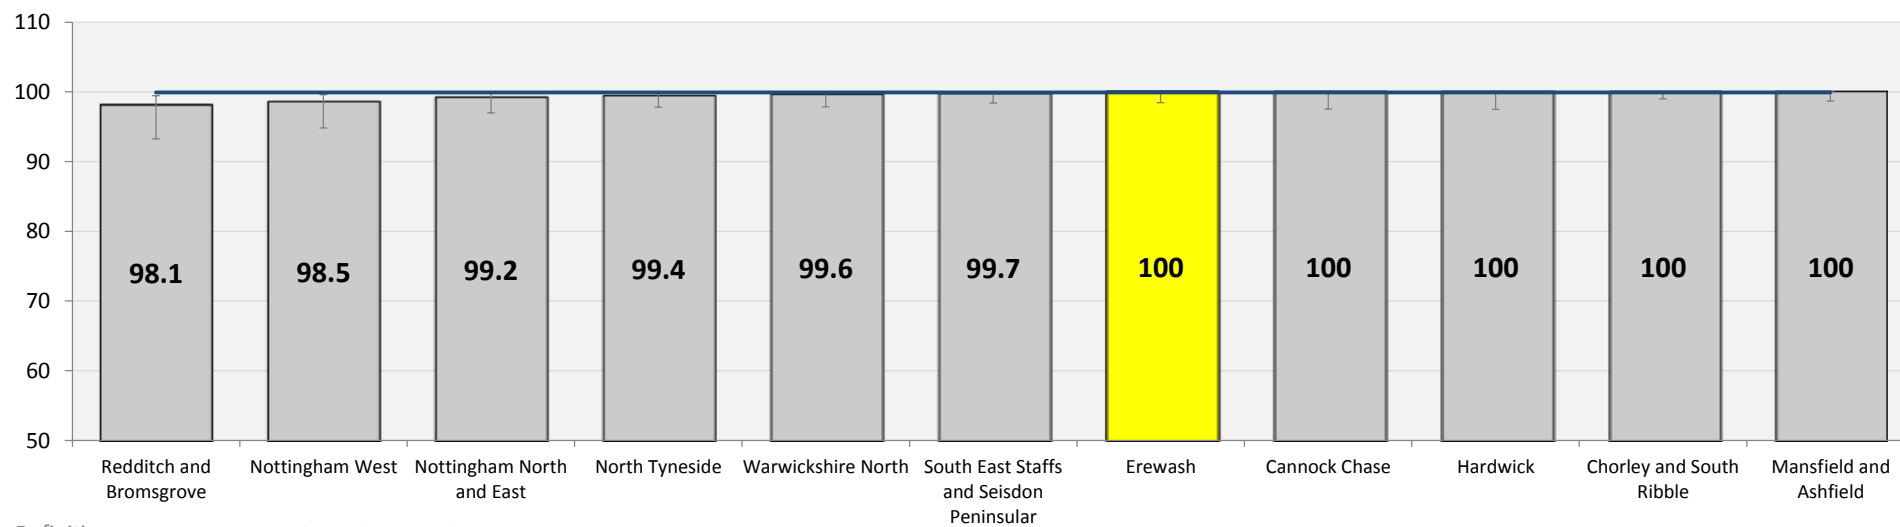 110
100
90
80
70
60
50
98.1
98.5
99.2
99.4
99.6
99.7
100
100
100
100
100
Redditch and
Bromsgrove
Nottingham West
Nottingham North
and East
North Tyneside
Warwickshire North
South East Staffs
and Seisdon
Peninsular
Erewash
Cannock Chase
Hardwick
Chorley and South
Ribble
Mansfield and
Ashfield